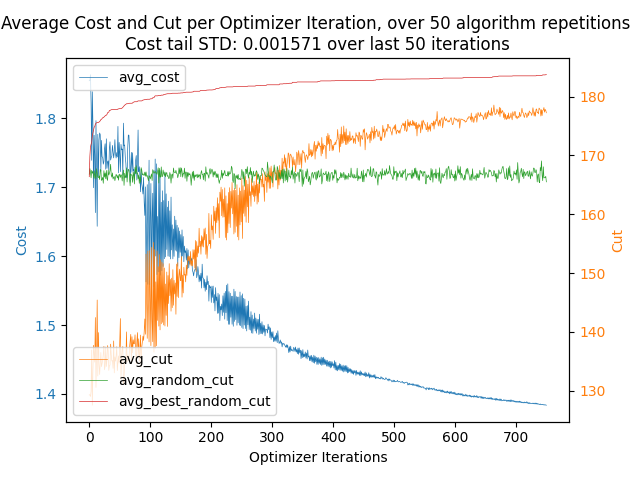 Average Cost and Cut per Optimizer Iteration, over 50 algorithm repetitions
Cost tail STD: 0.001571 over last 50 iterations
avg_cost
1.8
1.7
1.6
1.5
1.4
Cost
180
170
160
150
140
130
Cut
avg_cut
avg_random_cut
avg_best_random_cut
0 100 200 300 400 500 600 700
Optimizer Iterations